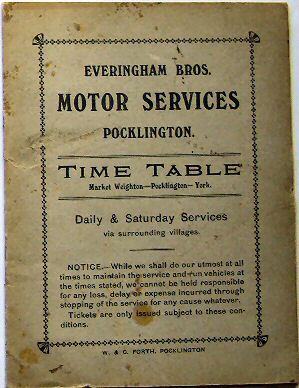 EVERINGHAM BROS.
MOTOR SERVICES
POCKLINGTON.
TIME TABLE
Market Weighton—Pocklington—York.
Daily & Saturday Services
via surrounding villages.
NOTICE.—While we shall do our utmost at all
times to maintain the service and run vehicles at
the times stated, we cannot be held responsible
for any loss, delay or expense incurred through
stopping of the service for any cause whatever.
Tickets are only issued subject to these con-
ditions.
W. & C. FORTH, POCKLINGTON